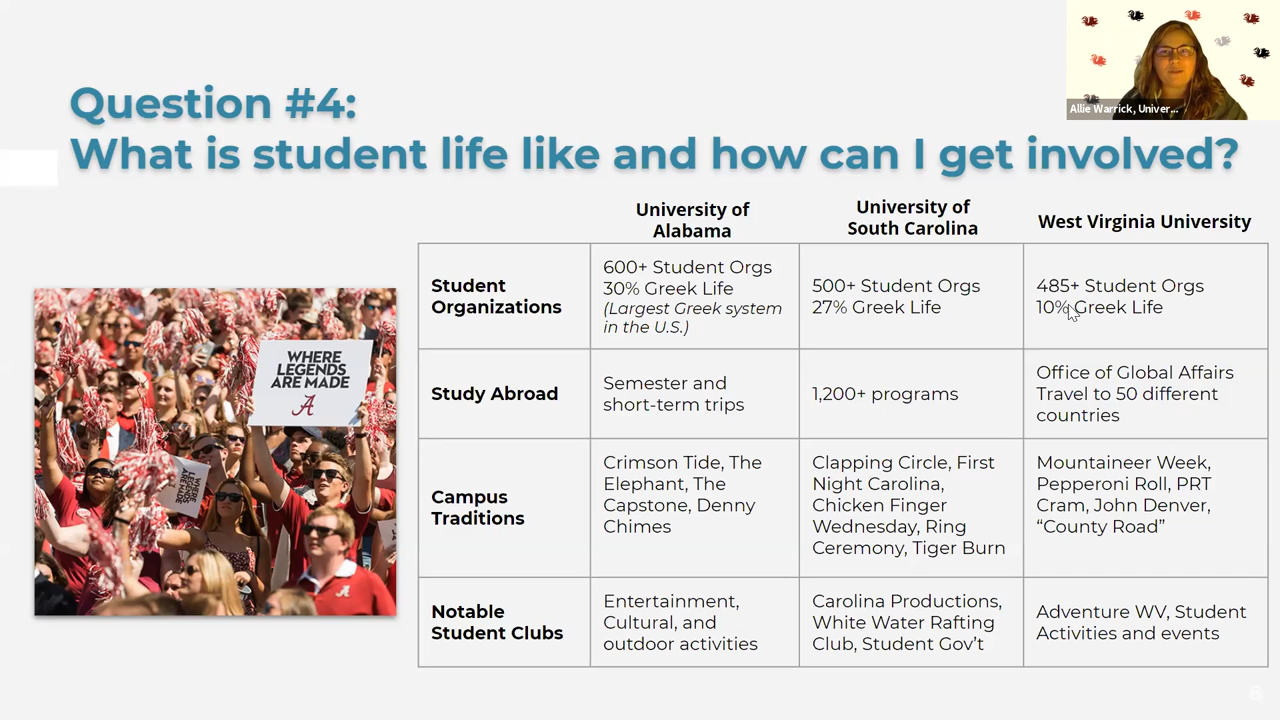 Allie Warrick, Univer...
Question #4:
What is student life like and how can I get involved?
University of
Alabama
University of
South Carolina
West Virginia University
Student
Organizations
600+ Student Orgs
30% Greek Life
(Largest Greek system
in the U.S.)
500+ Student Orgs
27% Greek Life
485+ Student Orgs
10% Greek Life
Study Abroad
Semester and
short-term trips
1,200+ programs
Office of Global Affairs
Travel to 50 different
countries
Campus
Traditions
Crimson Tide, The
Elephant, The
Capstone, Denny
Chimes
Clapping Circle, First
Night Carolina,
Chicken Finger
Wednesday, Ring
Ceremony, Tiger Burn
Mountaineer Week,
Pepperoni Roll, PRT
Cram, John Denver,
“County Road”
Notable
Student Clubs
Entertainment,
Cultural, and
outdoor activities
Carolina Productions,
White Water Rafting
Club, Student Gov’t
Adventure WV, Student
Activities and events
WHERE
LEGENDS
ARE MADE
A
WHERE
LEGENDS
ARE MADE
A
8